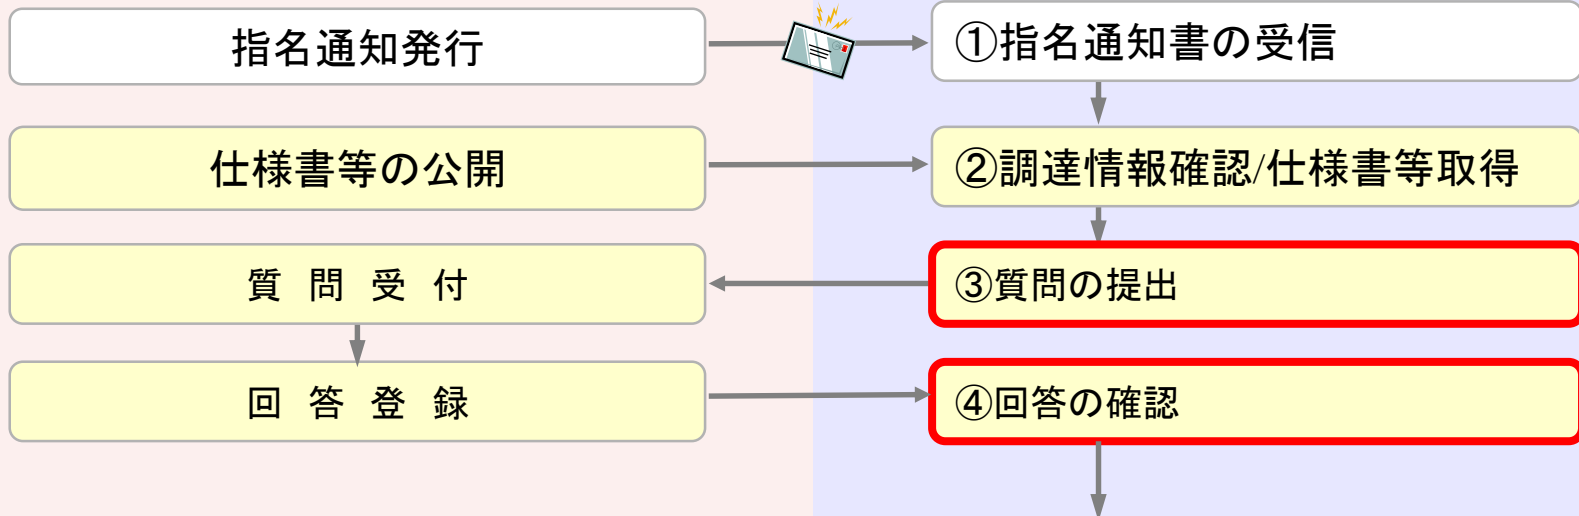 指名通知発行
①指名通知書の受信
仕様書等の公開
②調達情報確認/仕様書等取得
質 問 受 付
③質問の提出
回 答 登 録
④回答の確認